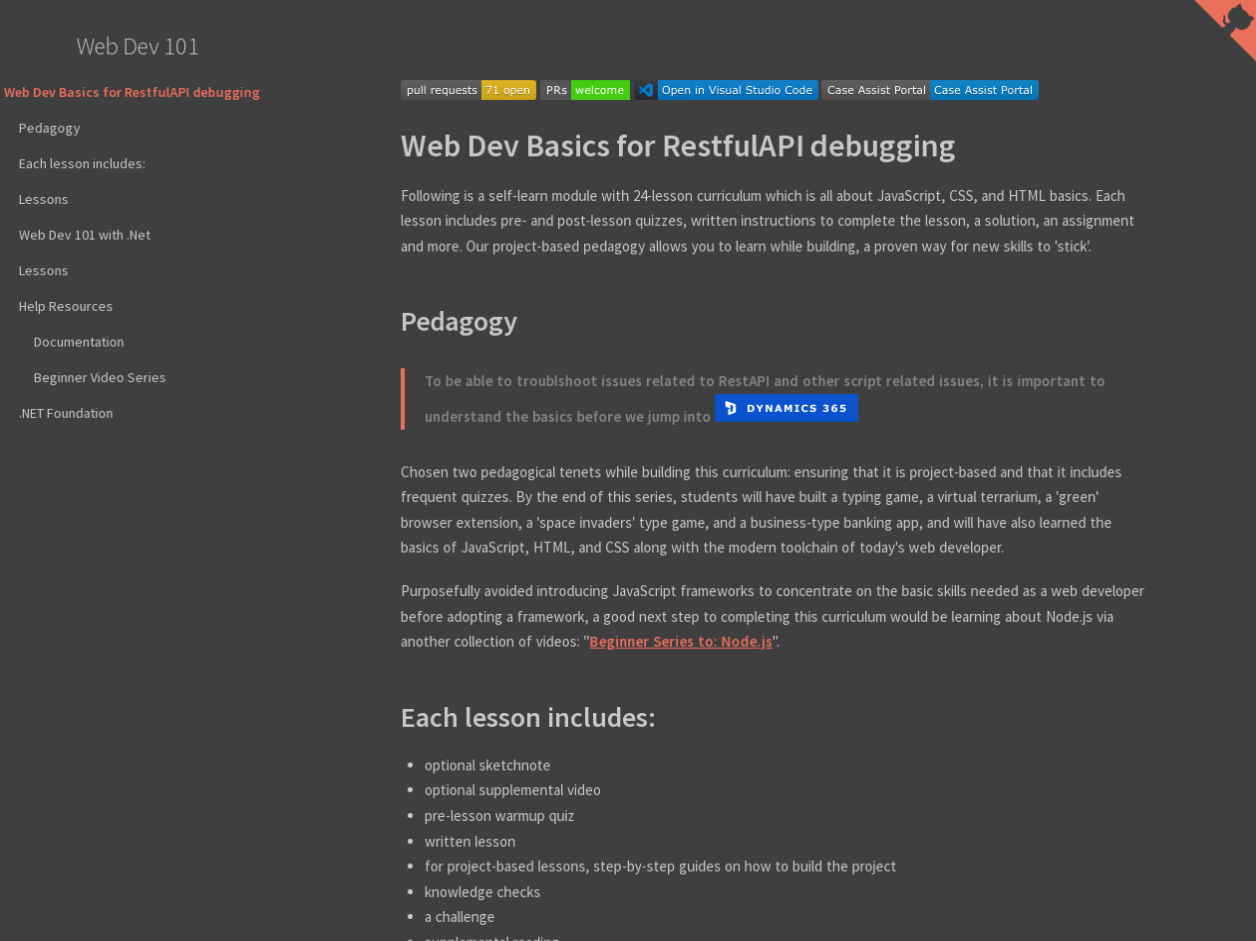 Web Dev 101
Web Dev Basics for RestfulAPI debugging
Pedagogy
Each lesson includes:
Lessons
Web Dev 101 with .Net
Lessons
Help Resources
Documentation
Beginner Video Series
.NET Foundation
pull requests 71 open PRs welcome Open in Visual Studio Code Case Assist Portal Case Assist Portal
Web Dev Basics for RestfulAPI debugging
Following is a self-learn module with 24-lesson curriculum which is all about JavaScript, CSS, and HTML basics. Each
lesson includes pre- and post-lesson quizzes, written instructions to complete the lesson, a solution, an assignment
and more. Our project-based pedagogy allows you to learn while building, a proven way for new skills to 'stick'.
Pedagogy
To be able to troublshoot issues related to RestAPI and other script related issues, it is important to
understand the basics before we jump into DYNAMICS 365
Chosen two pedagogical tenets while building this curriculum: ensuring that it is project-based and that it includes
frequent quizzes. By the end of this series, students will have built a typing game, a virtual terrarium, a 'green'
browser extension, a 'space invaders' type game, and a business-type banking app, and will have also learned the
basics of JavaScript, HTML, and CSS along with the modern toolchain of today's web developer.
Purposefully avoided introducing JavaScript frameworks to concentrate on the basic skills needed as a web developer
before adopting a framework, a good next step to completing this curriculum would be learning about Node.js via
another collection of videos: "Beginner Series to: Node.js".
Each lesson includes:
optional sketchnote
optional supplemental video
pre-lesson warmup quiz
written lesson
for project-based lessons, step-by-step guides on how to build the project
knowledge checks
a challenge
supplemental reading